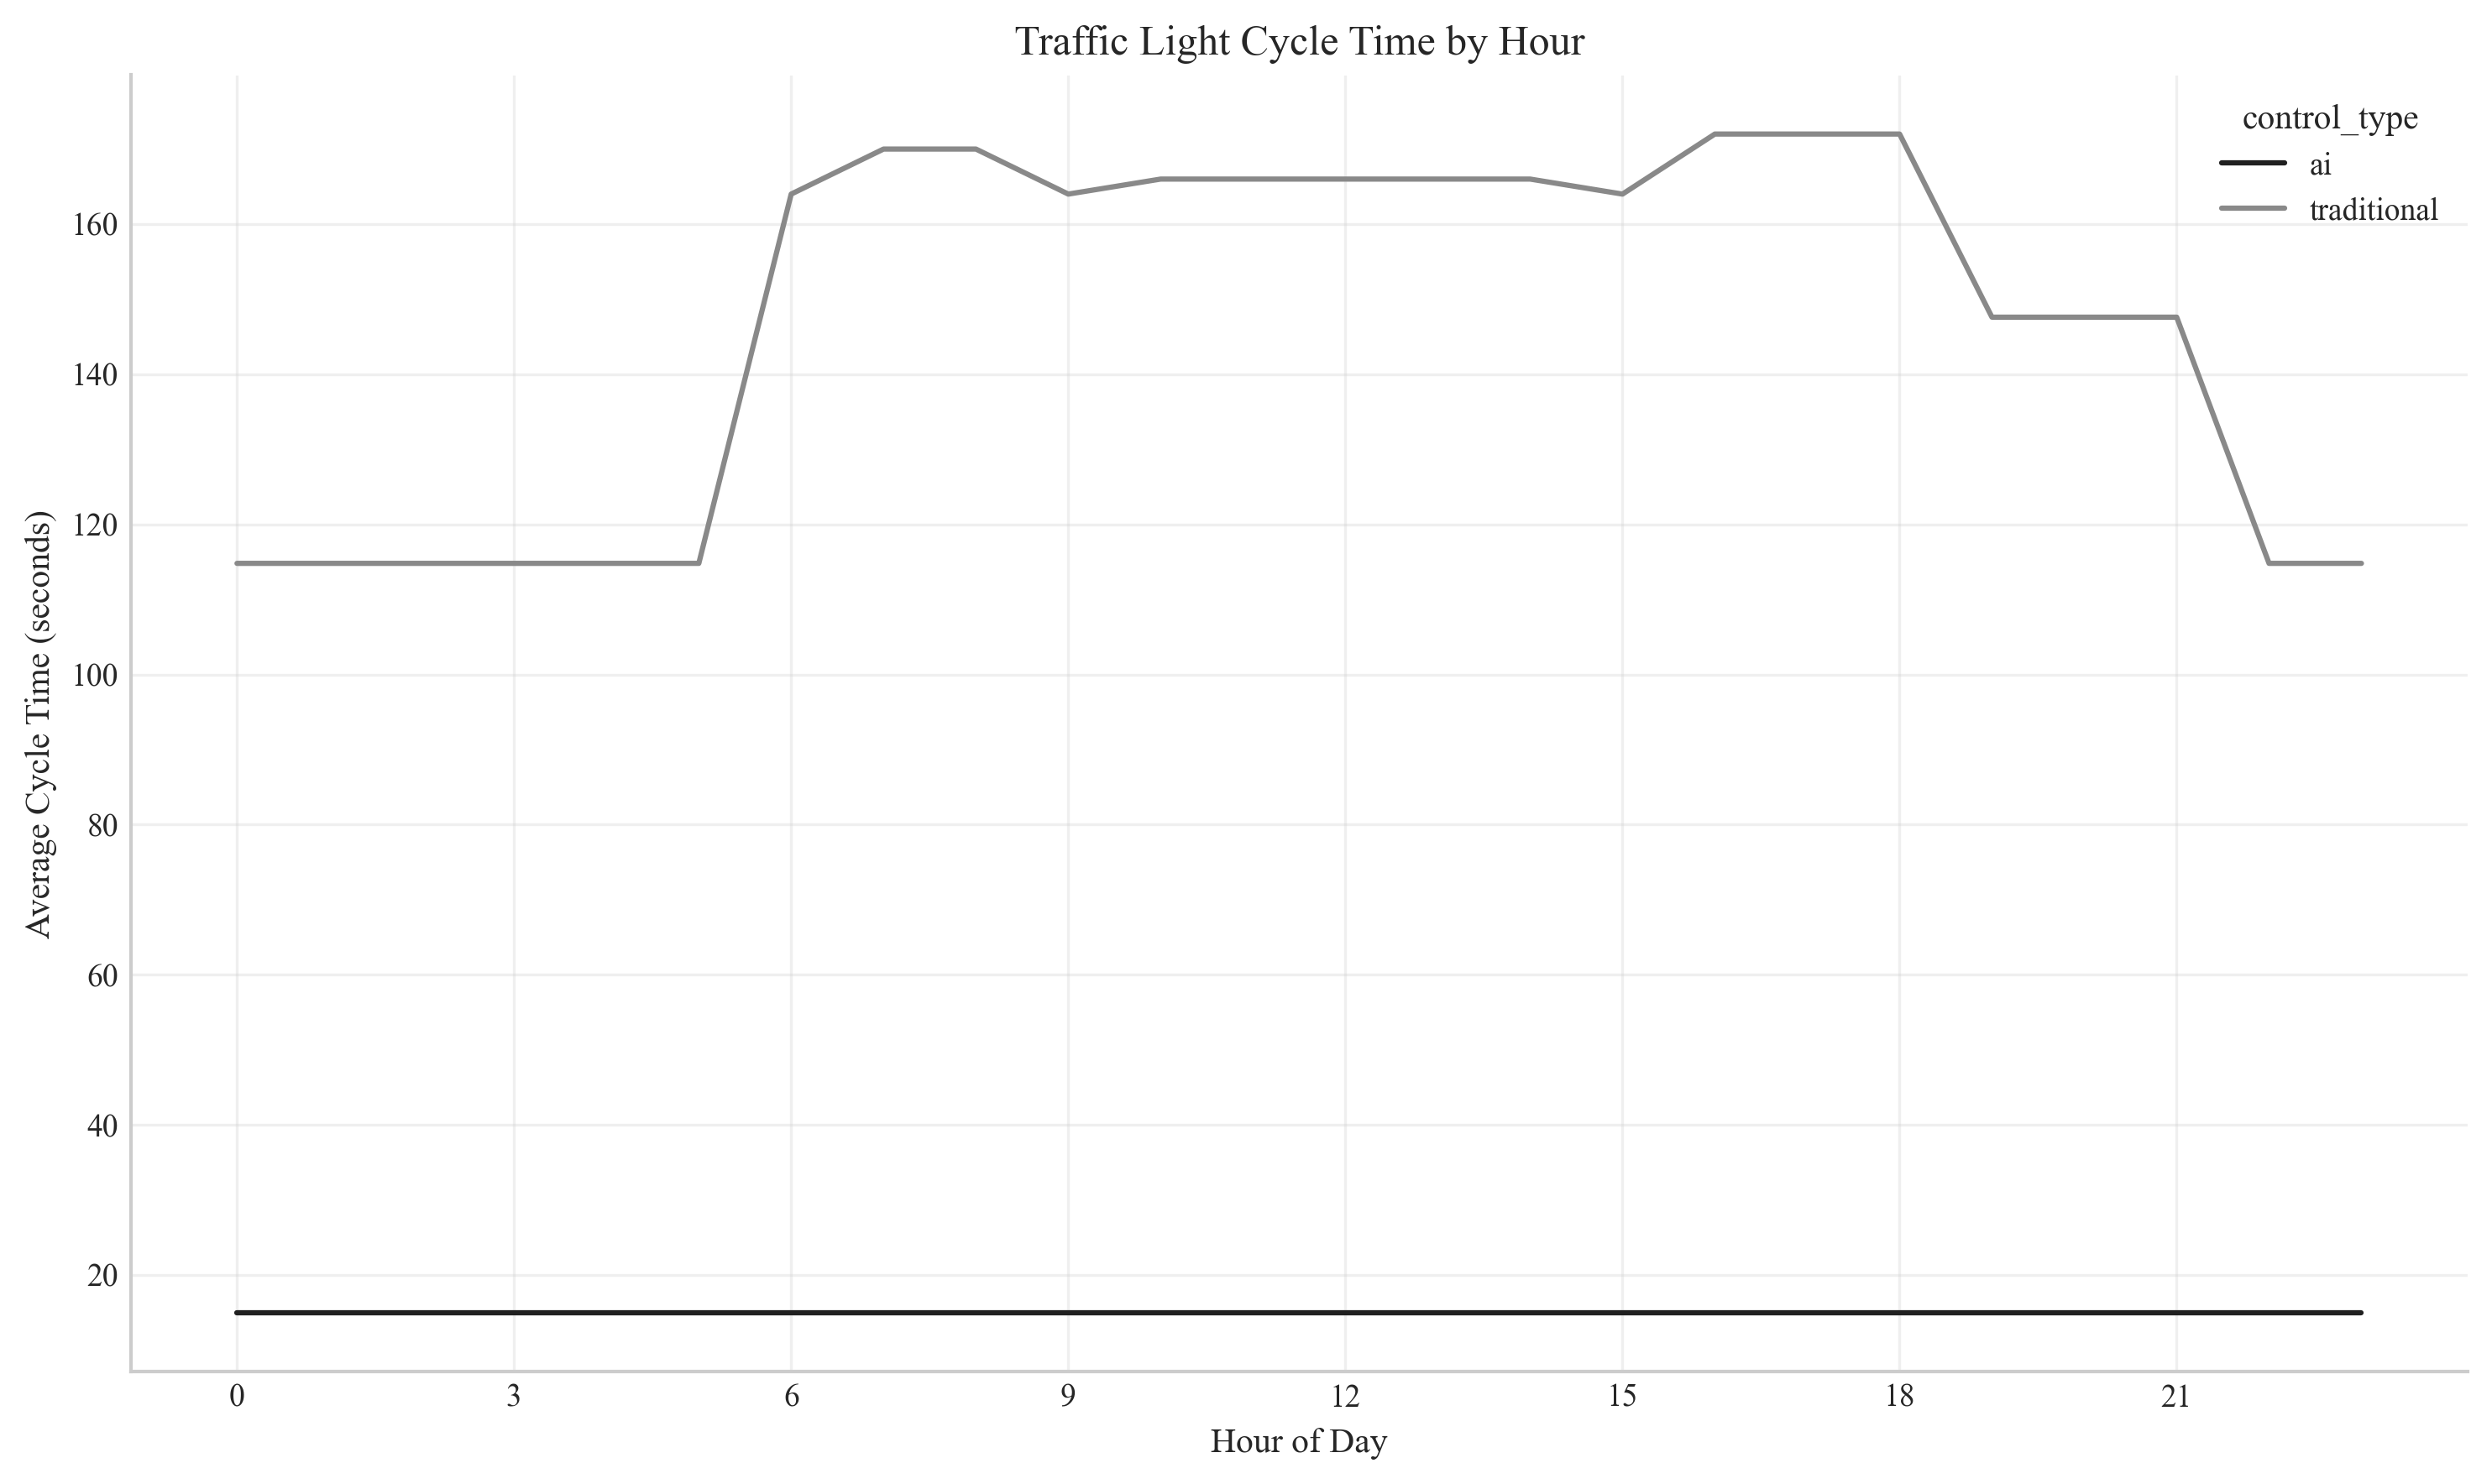 Traffic Light Cycle Time by Hour
control_type
ai
traditional
Average Cycle Time (seconds)
160
140
120
100
80
60
40
20
0 3 6 9 12 15 18 21
Hour of Day